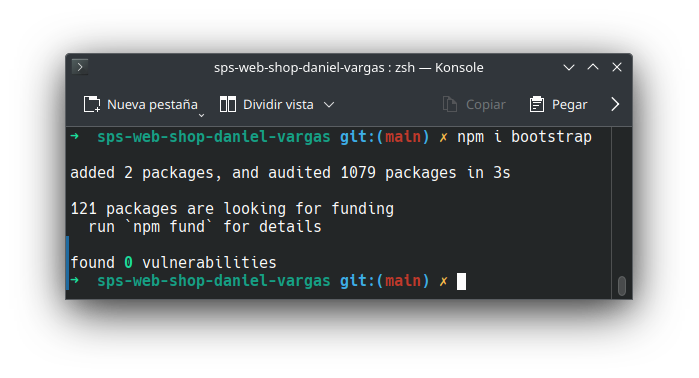 sps-web-shop-daniel-vargas : zsh — Konsole
Nueva pestaña Dividir vista Copiar Pegar
➜ sps-web-shop-daniel-vargas git:(main) ✗ npm i bootstrap
added 2 packages, and audited 1079 packages in 3s
121 packages are looking for funding
run `npm fund` for details
found 0 vulnerabilities
➜ sps-web-shop-daniel-vargas git:(main) ✗